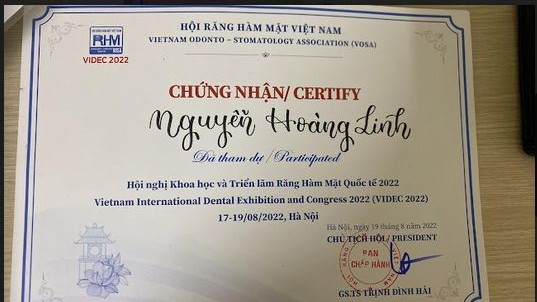 HỘI RĂNG HÀM MẶT VIỆT NAM
VIETNAM ODONTO – STOMATOLOGY ASSOCIATION (VOSA)
RHM
VIDEC 2022
CHỨNG NHẬN/ CERTIFY
Nguyễn Hoàng Linh
Đã tham dự / Participated
Hội nghị Khoa học và Triển lãm Răng Hàm Mặt Quốc tế 2022
Vietnam International Dental Exhibition and Congress 2022 (VIDEC 2022)
17-19/08/2022, Hà Nội
Hà Nội, ngày 19 tháng 8 năm 2022
CHỦ TỊCH HỘI / PRESIDENT
BAN
CHẤP HÀNH
GS.TS TRỊNH ĐÌNH HẢI